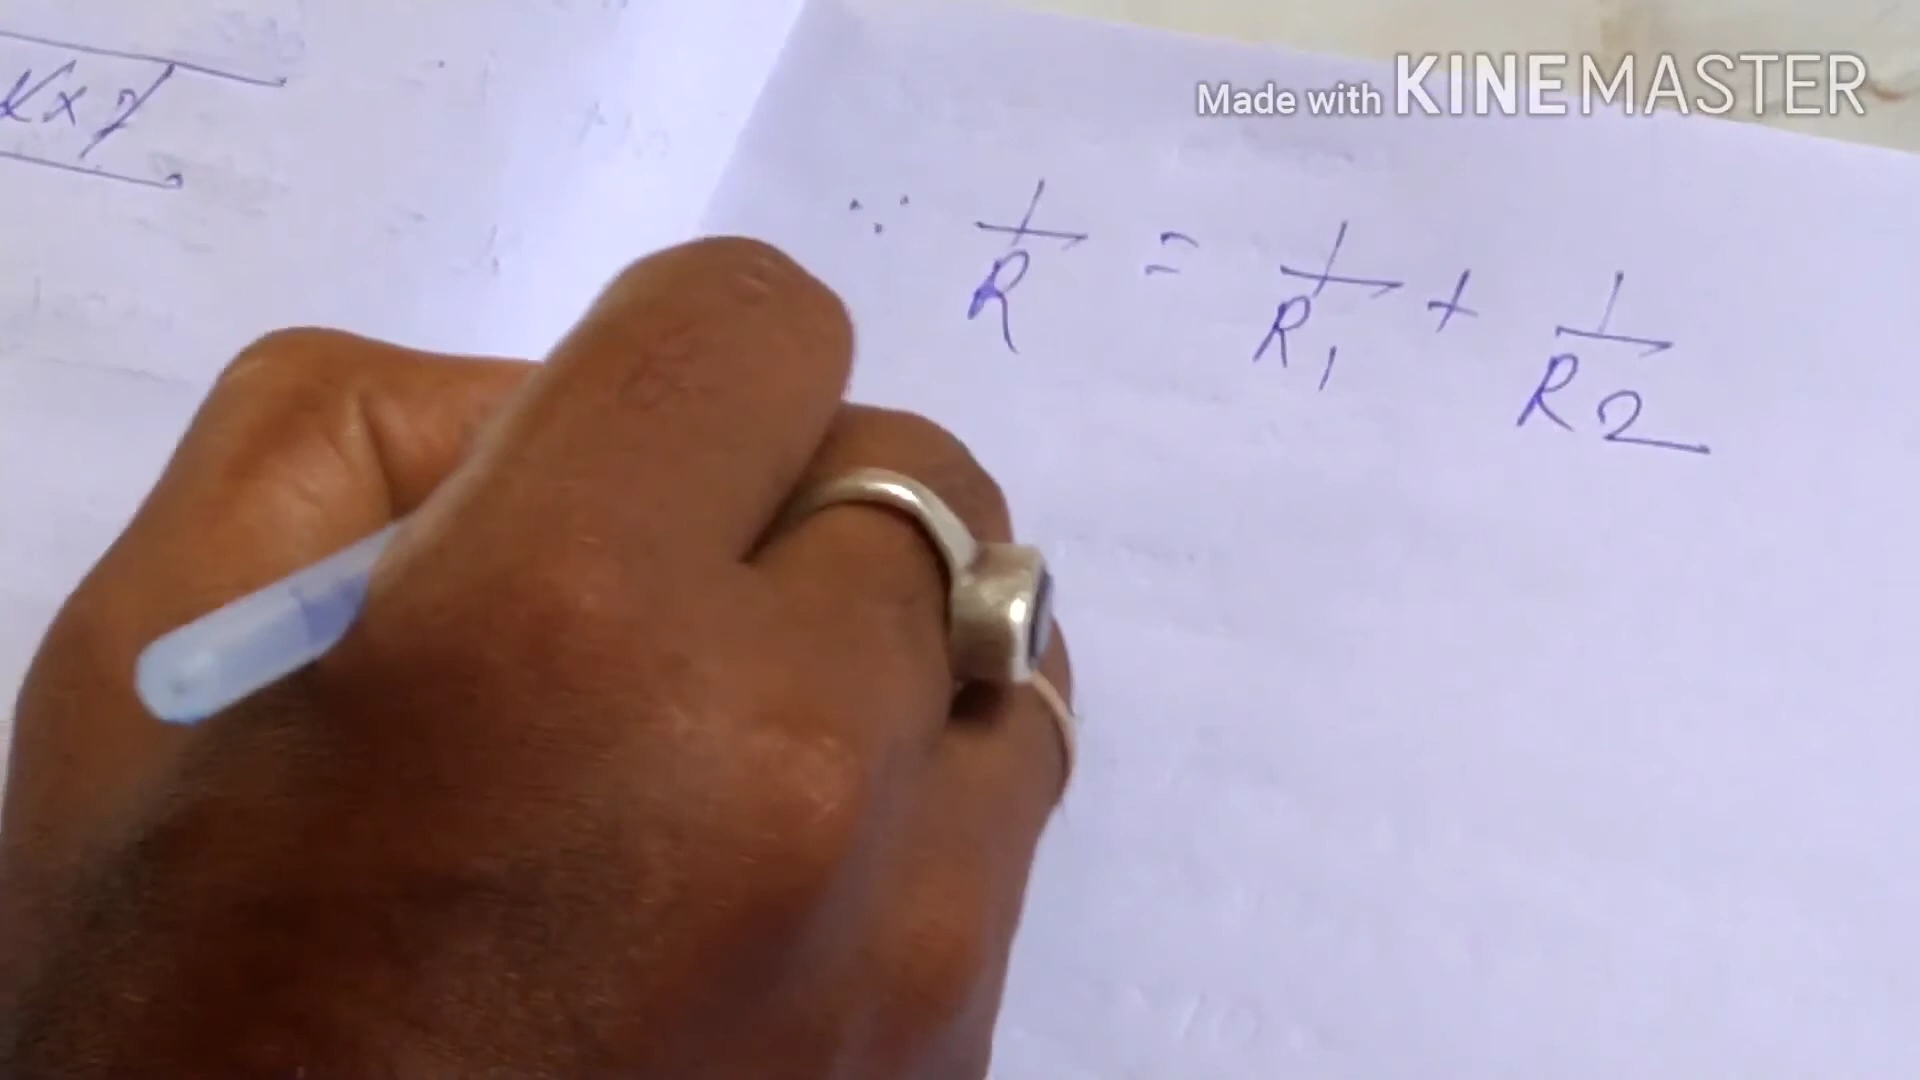 Made with KINEMASTER
∵ 1/R = 1/R1 + 1/R2